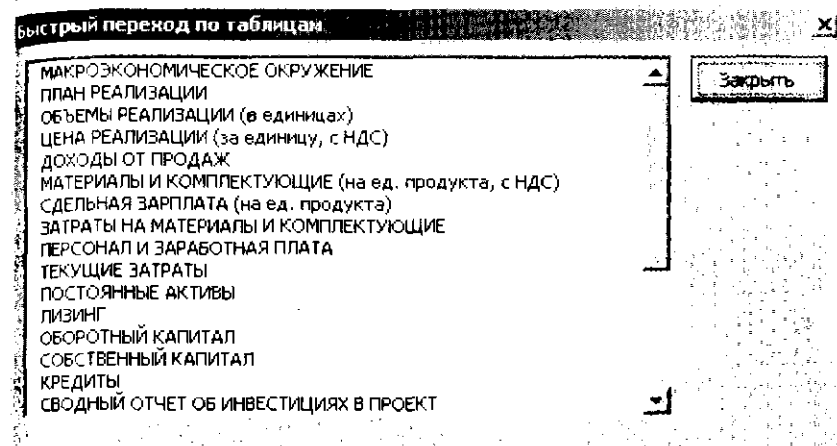 Быстрый переход по таблицам
МАКРОЭКОНОМИЧЕСКОЕ ОКРУЖЕНИЕ
Закрыть
ПЛАН РЕАЛИЗАЦИИ
ОБЪЕМЫ РЕАЛИЗАЦИИ (в единицах)
ЦЕНА РЕАЛИЗАЦИИ (за единицу, с НДС)
ДОХОДЫ ОТ ПРОДАЖ
МАТЕРИАЛЫ И КОМПЛЕКТУЮЩИЕ (на ед. продукта, с НДС)
СДЕЛЬНАЯ ЗАРПЛАТА (на ед. продукта)
ЗАТРАТЫ НА МАТЕРИАЛЫ И КОМПЛЕКТУЮЩИЕ
ПЕРСОНАЛ И ЗАРАБОТНАЯ ПЛАТА
ТЕКУЩИЕ ЗАТРАТЫ
ПОСТОЯННЫЕ АКТИВЫ
ЛИЗИНГ
ОБОРОТНЫЙ КАПИТАЛ
СОБСТВЕННЫЙ КАПИТАЛ
КРЕДИТЫ
СВОДНЫЙ ОТЧЕТ ОБ ИНВЕСТИЦИЯХ В ПРОЕКТ